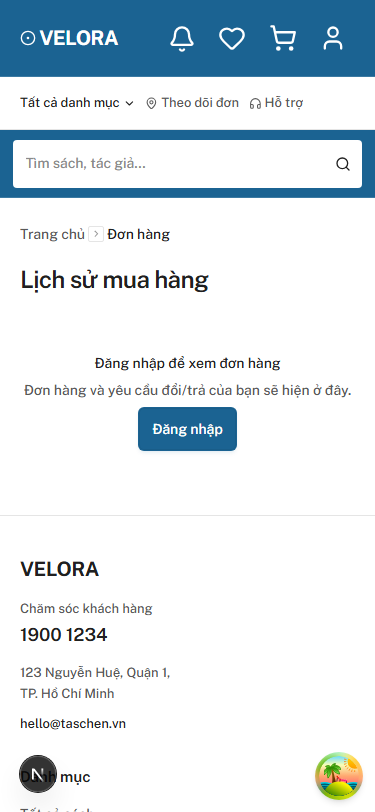 VELORA
Tất cả danh mục
Theo dõi đơn
Hỗ trợ
Tìm sách, tác giả...
Trang chủ
Đơn hàng
Lịch sử mua hàng
Đăng nhập để xem đơn hàng
Đơn hàng và yêu cầu đổi/trả của bạn sẽ hiện ở đây.
Đăng nhập
VELORA
Chăm sóc khách hàng
1900 1234
123 Nguyễn Huệ, Quận 1,
TP. Hồ Chí Minh
hello@taschen.vn
N
Danh mục